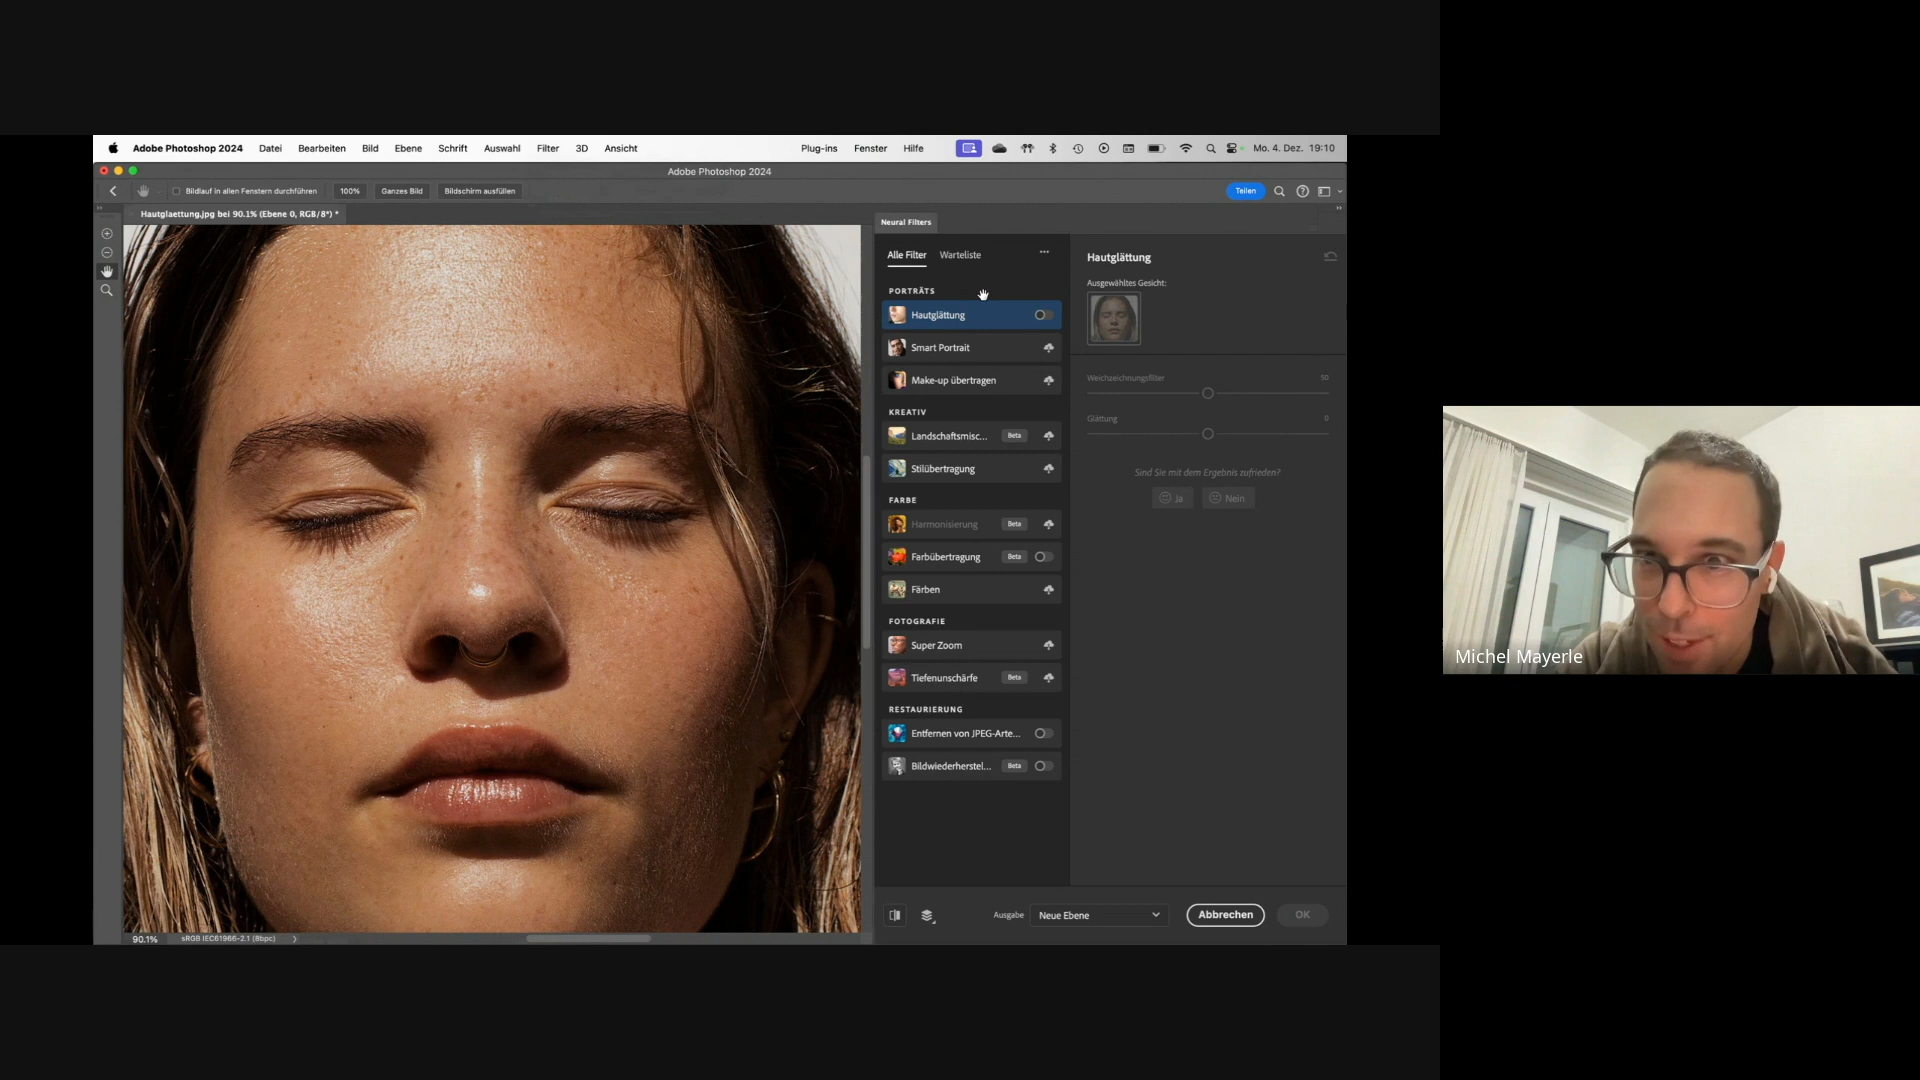 Adobe Photoshop 2024 Datei Bearbeiten Bild Ebene Schrift Auswahl Filter 3D Ansicht Plug-ins Fenster Hilfe Mo. 4. Dez. 19:10
Adobe Photoshop 2024
Bildlauf in allen Fenstern durchführen 100% Ganzes Bild Bildschirm ausfüllen Teilen
Hautglaettung.jpg bei 90.1% (Ebene 0, RGB/8*) *
Neural Filters
Alle Filter Warteliste
PORTRÄTS
Hautglättung
Smart Portrait
Make-up übertragen
KREATIV
Landschaftsmisc... Beta
Stilübertragung
FARBE
Harmonisierung Beta
Farbübertragung Beta
Färben
FOTOGRAFIE
Super Zoom
Tiefenunschärfe Beta
RESTAURIERUNG
Entfernen von JPEG-Arte...
Bildwiederherstel... Beta
Hautglättung
Ausgewähltes Gesicht:
Weichzeichnungsfilter 50
Glättung 0
Sind Sie mit dem Ergebnis zufrieden?
Ja Nein
Ausgabe Neue Ebene Abbrechen OK
90.1% sRGB IEC61966-2.1 (8bpc)
Michel Mayerle